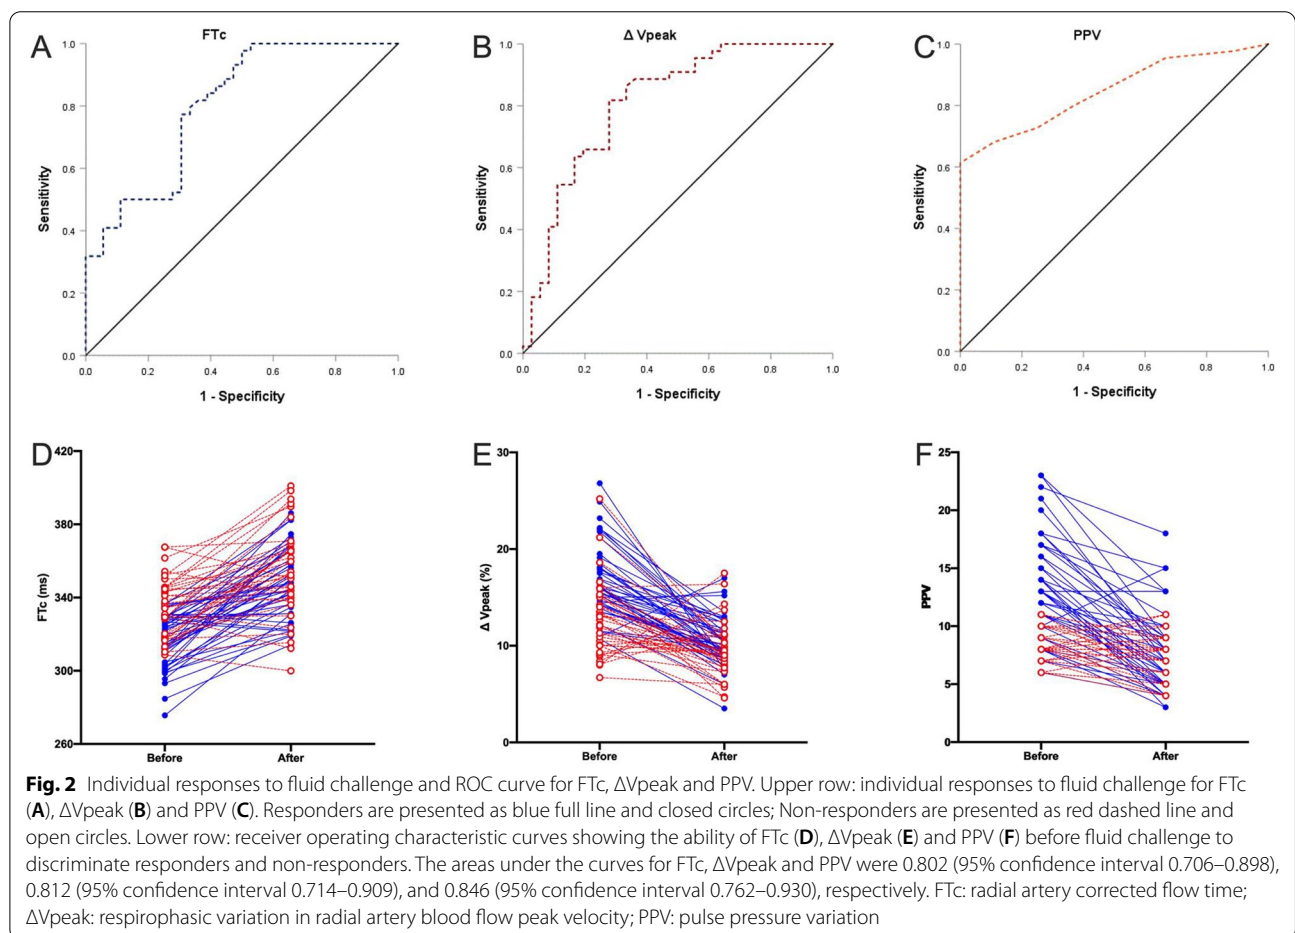 A
FTc
B
Δ Vpeak
C
PPV
1.0
0.8
0.6
0.4
0.2
0.0
Sensitivity
0.0 0.2 0.4 0.6 0.8 1.0
1 - Specificity
1.0
0.8
0.6
0.4
0.2
0.0
Sensitivity
0.0 0.2 0.4 0.6 0.8 1.0
1 - Specificity
1.0
0.8
0.6
0.4
0.2
0.0
Sensitivity
0.0 0.2 0.4 0.6 0.8 1.0
1 - Specificity
D
420
380
340
300
260
FTc (ms)
Before After
E
30
20
10
0
Δ Vpeak (%)
Before After
F
25
20
15
10
5
0
PPV
Before After
Fig. 2 Individual responses to fluid challenge and ROC curve for FTc, ΔVpeak and PPV. Upper row: individual responses to fluid challenge for FTc
(A), ΔVpeak (B) and PPV (C). Responders are presented as blue full line and closed circles; Non-responders are presented as red dashed line and
open circles. Lower row: receiver operating characteristic curves showing the ability of FTc (D), ΔVpeak (E) and PPV (F) before fluid challenge to
discriminate responders and non-responders. The areas under the curves for FTc, ΔVpeak and PPV were 0.802 (95% confidence interval 0.706–0.898),
0.812 (95% confidence interval 0.714–0.909), and 0.846 (95% confidence interval 0.762–0.930), respectively. FTc: radial artery corrected flow time;
ΔVpeak: respirophasic variation in radial artery blood flow peak velocity; PPV: pulse pressure variation